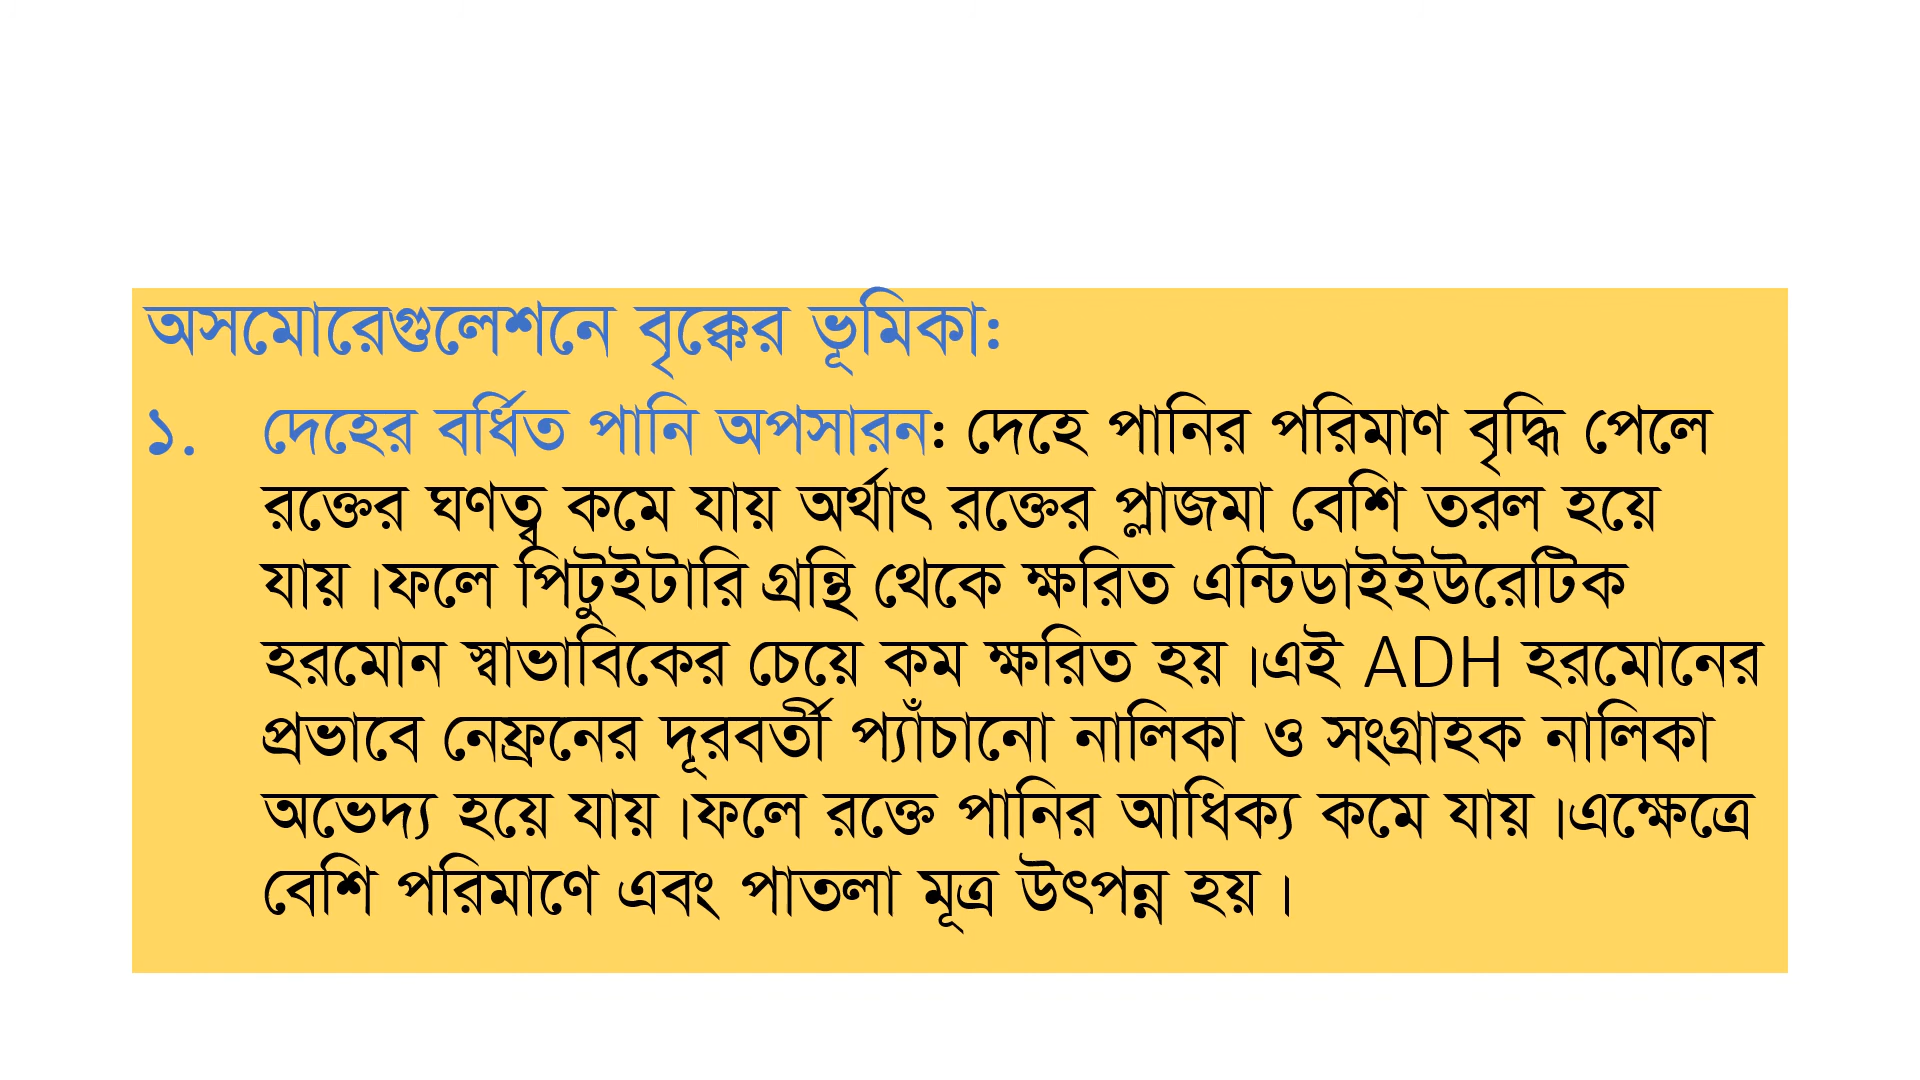 অসমোরেগুলেশনে বৃক্কের ভূমিকা:
১. দেহের বর্ধিত পানি অপসারন: দেহে পানির পরিমাণ বৃদ্ধি পেলে
রক্তের ঘণত্ব কমে যায় অর্থাৎ রক্তের প্লাজমা বেশি তরল হয়ে
যায়।ফলে পিটুইটারি গ্রন্থি থেকে ক্ষরিত এন্টিডাইইউরেটিক
হরমোন স্বাভাবিকের চেয়ে কম ক্ষরিত হয়।এই ADH হরমোনের
প্রভাবে নেফ্রনের দূরবর্তী প্যাঁচানো নালিকা ও সংগ্রাহক নালিকা
অভেদ্য হয়ে যায়।ফলে রক্তে পানির আধিক্য কমে যায়।এক্ষেত্রে
বেশি পরিমাণে এবং পাতলা মূত্র উৎপন্ন হয়।